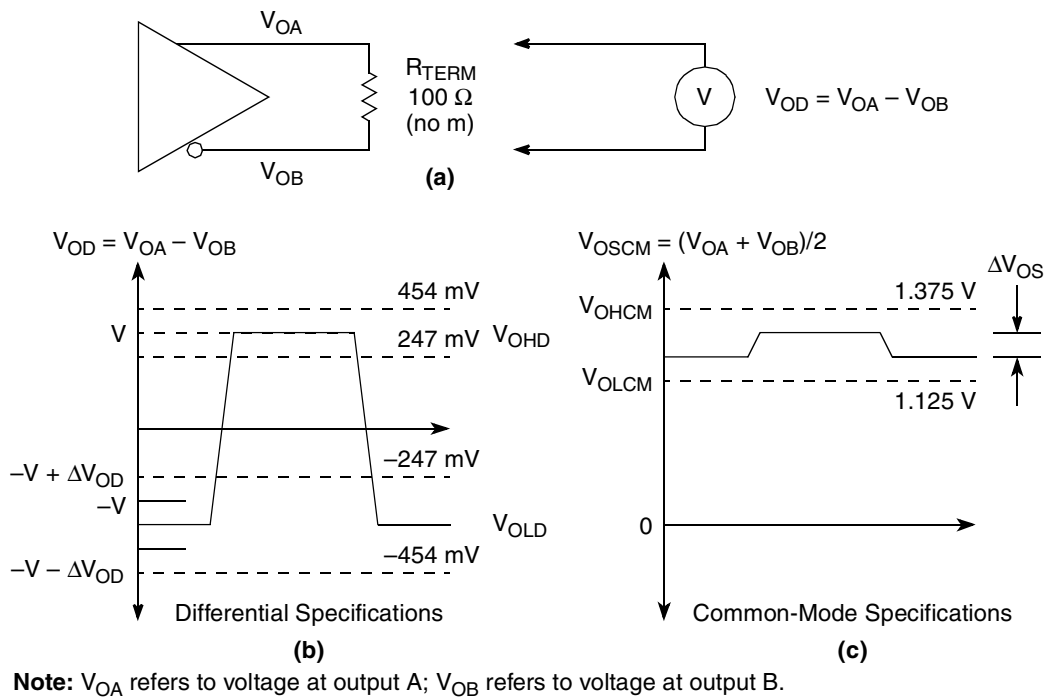 V_OA
R_TERM
100 Ω
(no m)
V
V_OD = V_OA – V_OB
V_OB
(a)
V_OD = V_OA – V_OB
454 mV
V
247 mV
V_OHD
–247 mV
–V + ΔV_OD
–V
V_OLD
–454 mV
–V – ΔV_OD
Differential Specifications
(b)
V_OSCM = (V_OA + V_OB)/2
ΔV_OS
1.375 V
V_OHCM
V_OLCM
1.125 V
0
Common-Mode Specifications
(c)
Note: V_OA refers to voltage at output A; V_OB refers to voltage at output B.